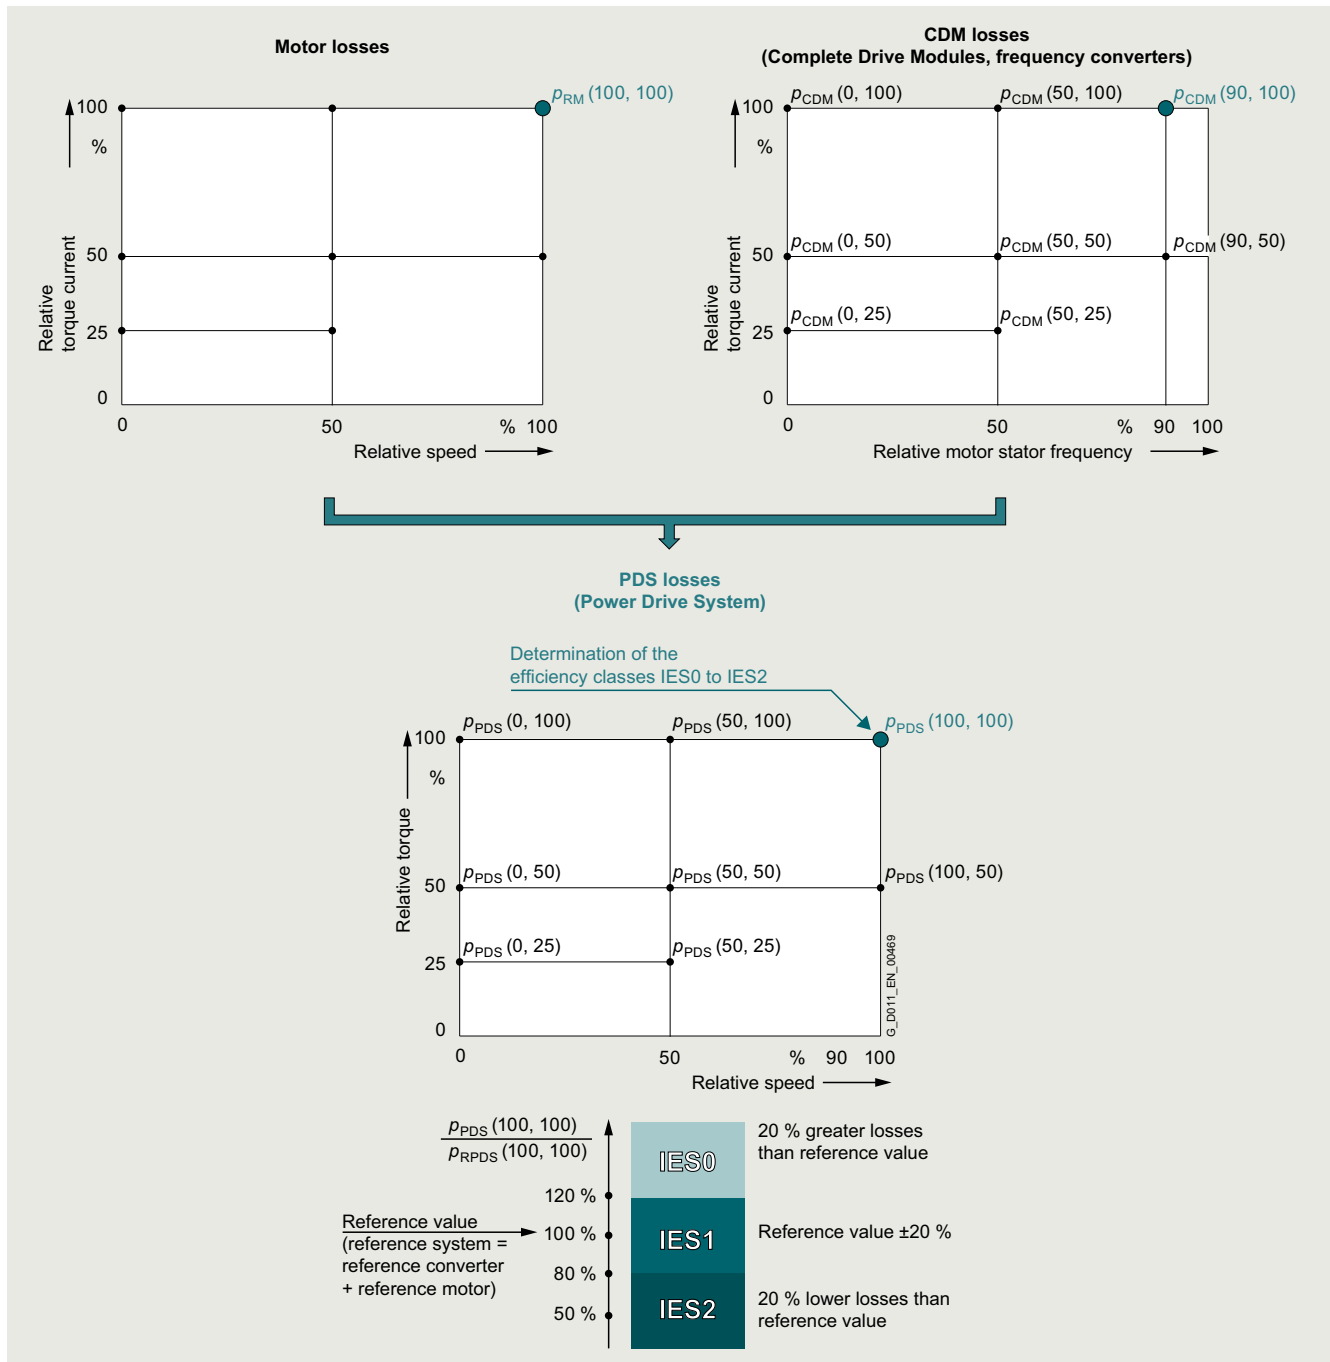 Motor losses
pRM (100, 100)
100
%
50
25
0
Relative
torque current
0 50 % 100
Relative speed
CDM losses
(Complete Drive Modules, frequency converters)
pCDM (0, 100) pCDM (50, 100) pCDM (90, 100)
100
%
pCDM (0, 50) pCDM (50, 50) pCDM (90, 50)
50
pCDM (0, 25) pCDM (50, 25)
25
0
Relative
torque current
0 50 % 90 100
Relative motor stator frequency
PDS losses
(Power Drive System)
Determination of the
efficiency classes IES0 to IES2
pPDS (0, 100) pPDS (50, 100) pPDS (100, 100)
100
%
pPDS (0, 50) pPDS (50, 50) pPDS (100, 50)
50
pPDS (0, 25) pPDS (50, 25)
25
0
Relative torque
G_D011_EN_00469
0 50 % 90 100
Relative speed
pPDS (100, 100)
pRPDS (100, 100)
120 %
100 %
80 %
50 %
Reference value
(reference system =
reference converter
+ reference motor)
IES0
20 % greater losses
than reference value
IES1
Reference value ±20 %
IES2
20 % lower losses than
reference value